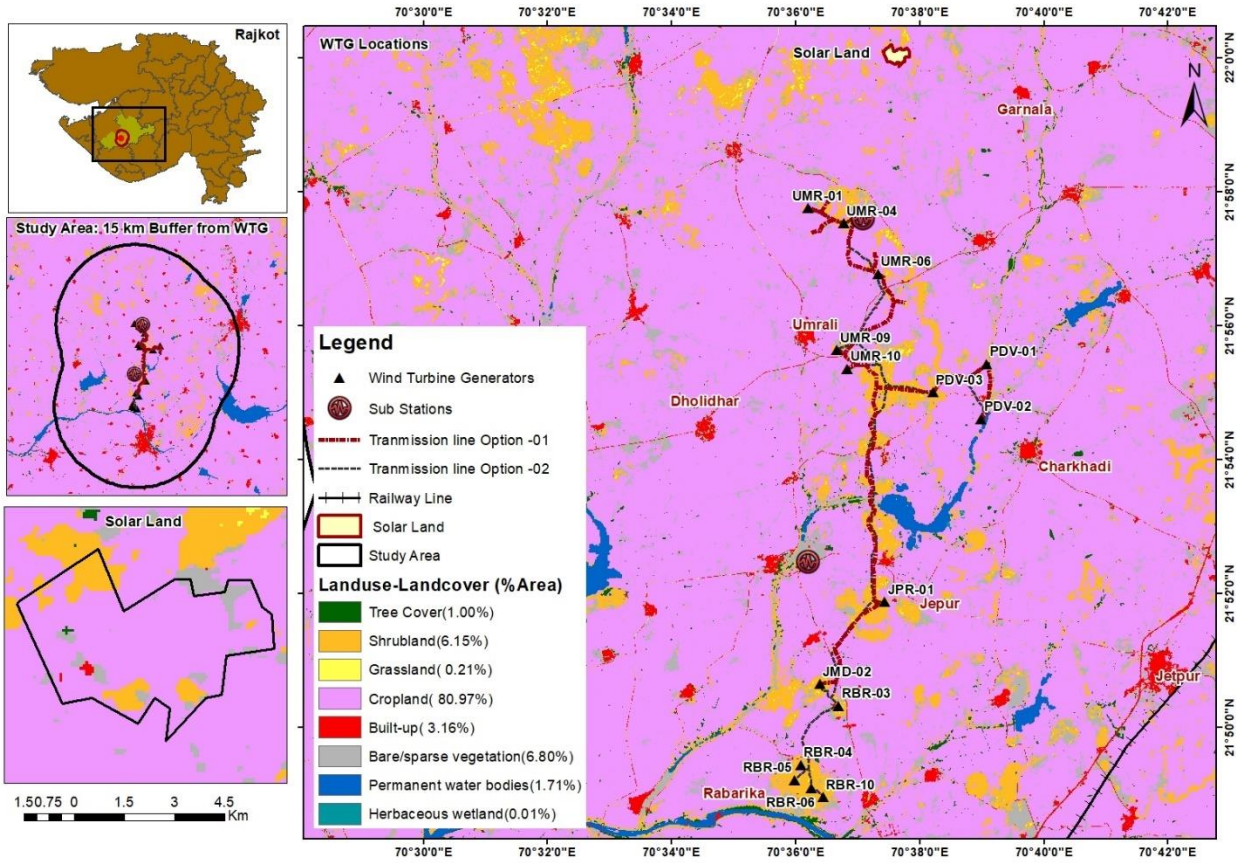 Rajkot
Study Area: 15 km Buffer from WTG
Solar Land
1.50.75 0 1.5 3 4.5
Km
70°30'0"E 70°32'0"E 70°34'0"E 70°36'0"E 70°38'0"E 70°40'0"E 70°42'0"E
WTG Locations
Solar Land
N
22°0'0"N
Garnala
21°58'0"N
UMR-01
UMR-04
UMR-06
21°56'0"N
Umrali
UMR-09
UMR-10
PDV-01
PDV-03
PDV-02
Dholidhar
21°54'0"N
Charkhadi
21°52'0"N
JPR-01
Jepur
JMD-02
RBR-03
Jetpur
21°50'0"N
RBR-04
RBR-05
RBR-10
Rabarika
RBR-06
Legend
Wind Turbine Generators
Sub Stations
Tranmission line Option -01
Tranmission line Option -02
Railway Line
Solar Land
Study Area
Landuse-Landcover (%Area)
Tree Cover(1.00%)
Shrubland(6.15%)
Grassland( 0.21%)
Cropland( 80.97%)
Built-up( 3.16%)
Bare/sparse vegetation(6.80%)
Permanent water bodies(1.71%)
Herbaceous wetland(0.01%)
70°30'0"E 70°32'0"E 70°34'0"E 70°36'0"E 70°38'0"E 70°40'0"E 70°42'0"E